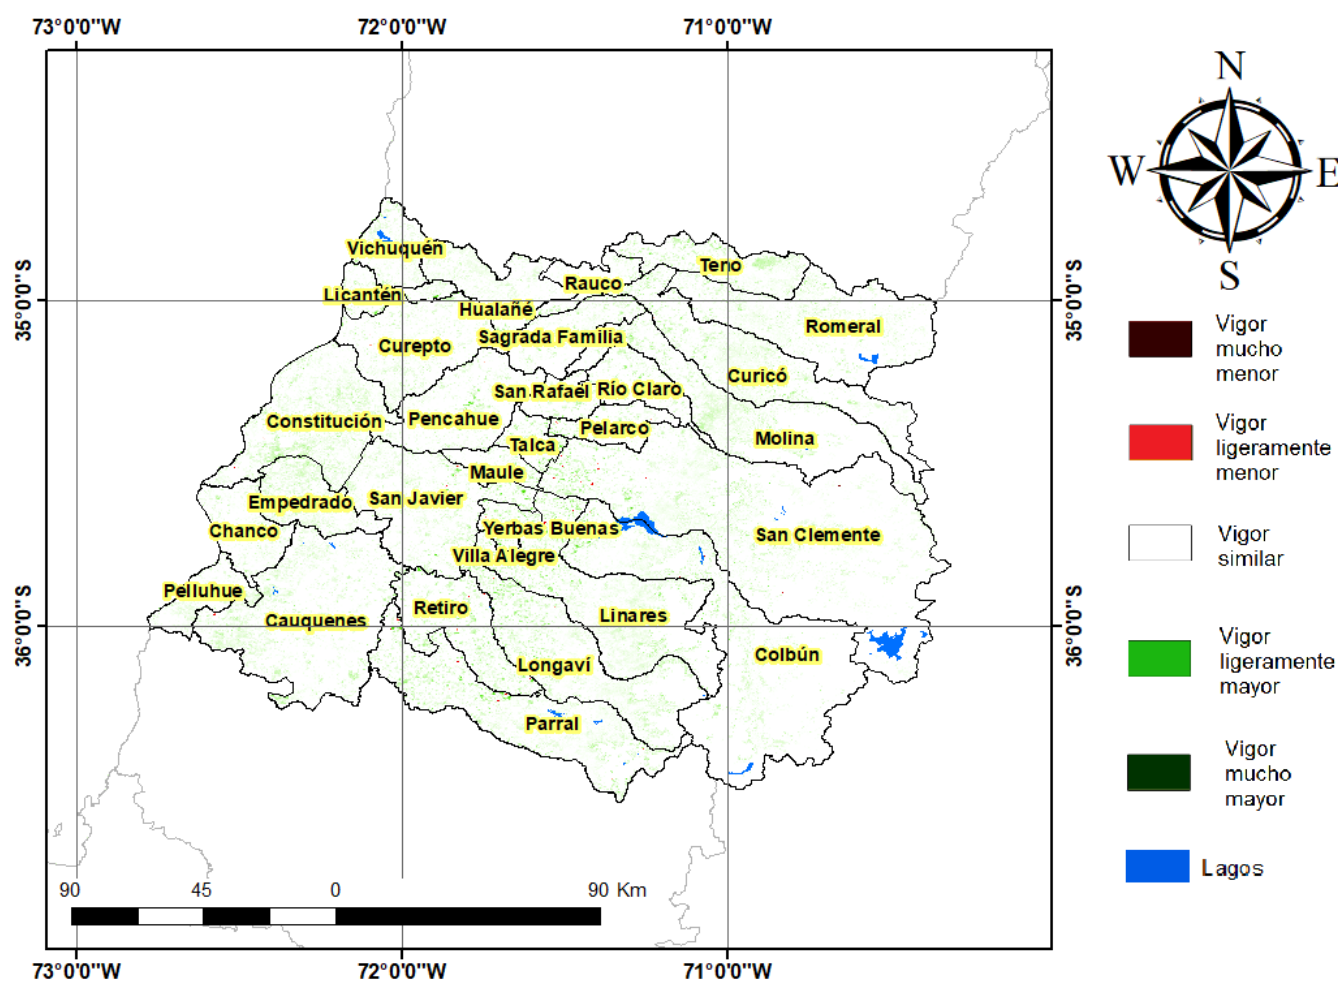 73°0'0"W
72°0'0"W
71°0'0"W
N
W
E
S
35°0'0"S
35°0'0"S
36°0'0"S
36°0'0"S
Vichuquén
Teno
Rauco
Licantén
Hualañé
Romeral
Sagrada Familia
Curepto
Curicó
San Rafael
Río Claro
Constitución
Pencahue
Pelarco
Molina
Talca
Maule
Empedrado
San Javier
Chanco
Yerbas Buenas
San Clemente
Villa Alegre
Pelluhue
Retiro
Linares
Cauquenes
Colbún
Longaví
Parral
Vigor
mucho
menor
Vigor
ligeramente
menor
Vigor
similar
Vigor
ligeramente
mayor
Vigor
mucho
mayor
Lagos
90
45
0
90 Km
73°0'0"W
72°0'0"W
71°0'0"W